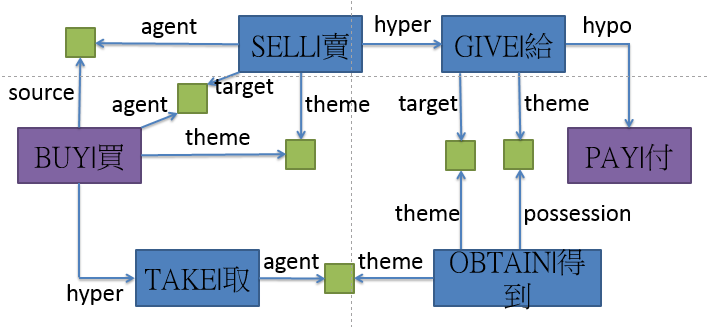 agent
SELL|賣
hyper
GIVE|給
hypo
source
agent
target
theme
target
theme
BUY|買
theme
PAY|付
theme
possession
hyper
TAKE|取
agent
theme
OBTAIN|得
到